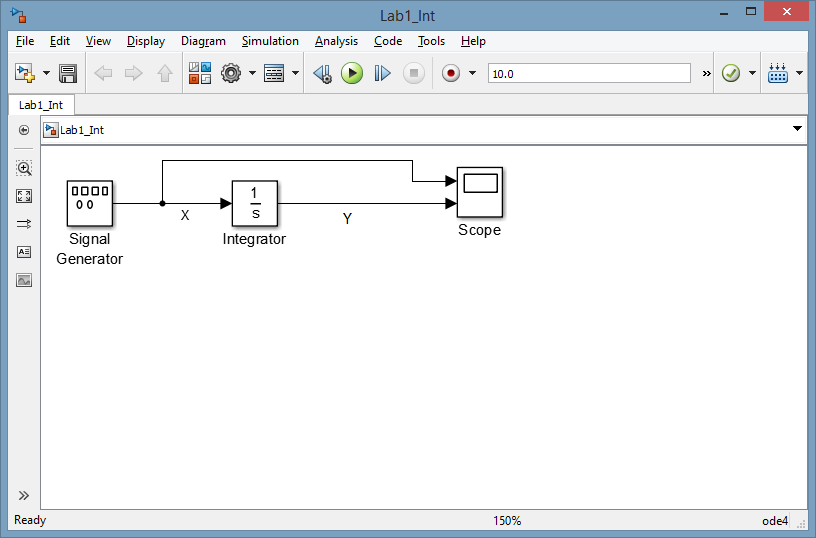 Lab1_Int
File Edit View Display Diagram Simulation Analysis Code Tools Help
10.0
»
Lab1_Int
Lab1_Int
X
1
s
Y
Signal
Generator
Integrator
Scope
Ready
150%
ode4